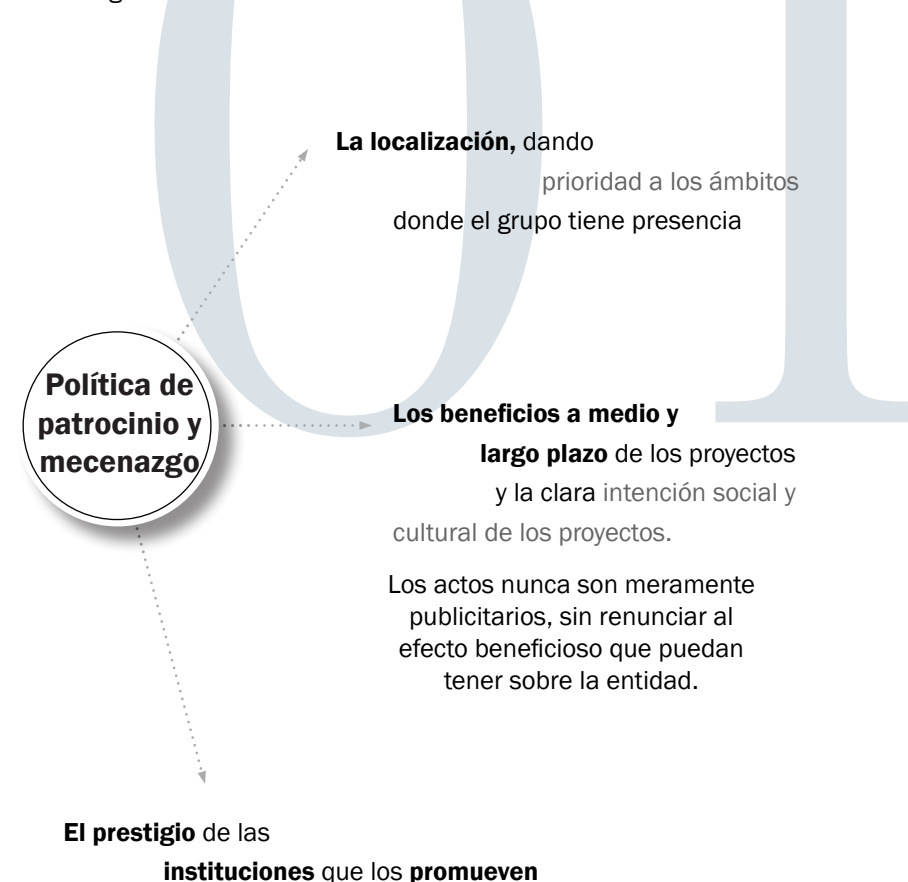 La localización, dando
prioridad a los ámbitos
donde el grupo tiene presencia
Política de
patrocinio y
mecenazgo
Los beneficios a medio y
largo plazo de los proyectos
y la clara intención social y
cultural de los proyectos.
Los actos nunca son meramente
publicitarios, sin renunciar al
efecto beneficioso que puedan
tener sobre la entidad.
El prestigio de las
instituciones que los promueven
01